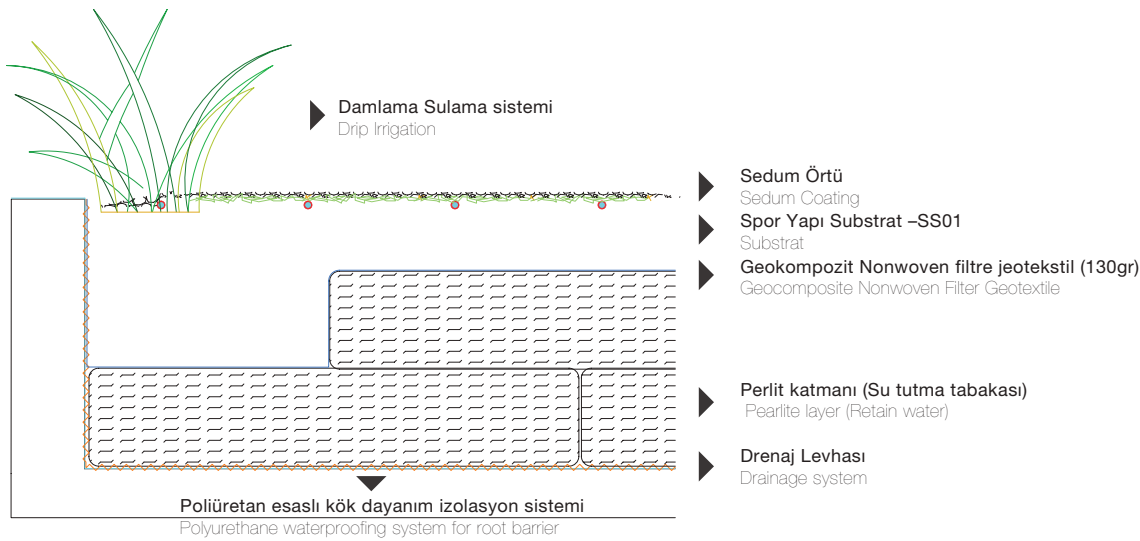 Damlama Sulama sistemi
Drip Irrigation
Sedum Örtü
Sedum Coating
Spor Yapı Substrat –SS01
Substrat
Geokompozit Nonwoven filtre jeotekstil (130gr)
Geocomposite Nonwoven Filter Geotextile
Perlit katmanı (Su tutma tabakası)
Pearlite layer (Retain water)
Drenaj Levhası
Drainage system
Poliüretan esaslı kök dayanım izolasyon sistemi
Polyurethane waterproofing system for root barrier